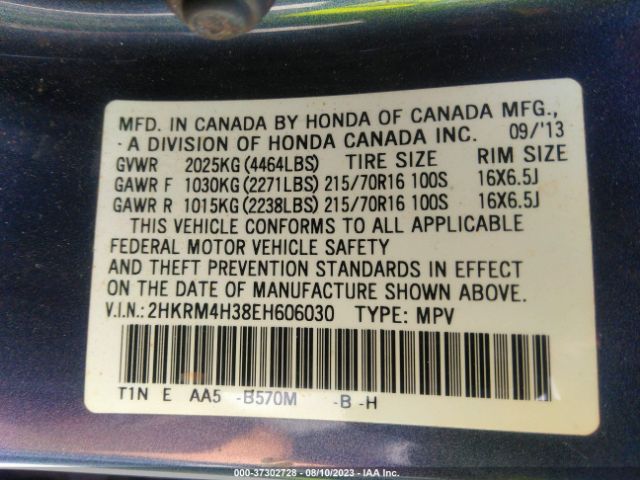 MFD. IN CANADA BY HONDA OF CANADA MFG.,
- A DIVISION OF HONDA CANADA INC. 09/'13
GVWR 2025KG (4464LBS) TIRE SIZE RIM SIZE
GAWR F 1030KG (2271LBS) 215/70R16 100S 16X6.5J
GAWR R 1015KG (2238LBS) 215/70R16 100S 16X6.5J
THIS VEHICLE CONFORMS TO ALL APPLICABLE
FEDERAL MOTOR VEHICLE SAFETY
AND THEFT PREVENTION STANDARDS IN EFFECT
ON THE DATE OF MANUFACTURE SHOWN ABOVE.
V.I.N.: 2HKRM4H38EH606030 TYPE: MPV
T1N E AA5 -B570M -B -H
000-37302728 - 08/10/2023 - IAA Inc.